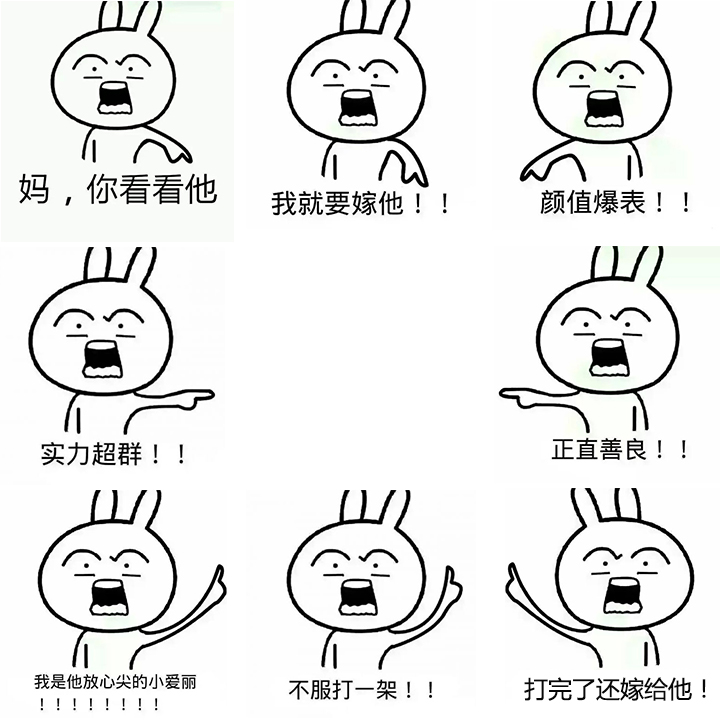 妈，你看看他
我就要嫁他！！
颜值爆表！！
实力超群！！
正直善良！！
我是他放心尖的小爱丽
！！！！！！！！
不服打一架！！
打完了还嫁给他！